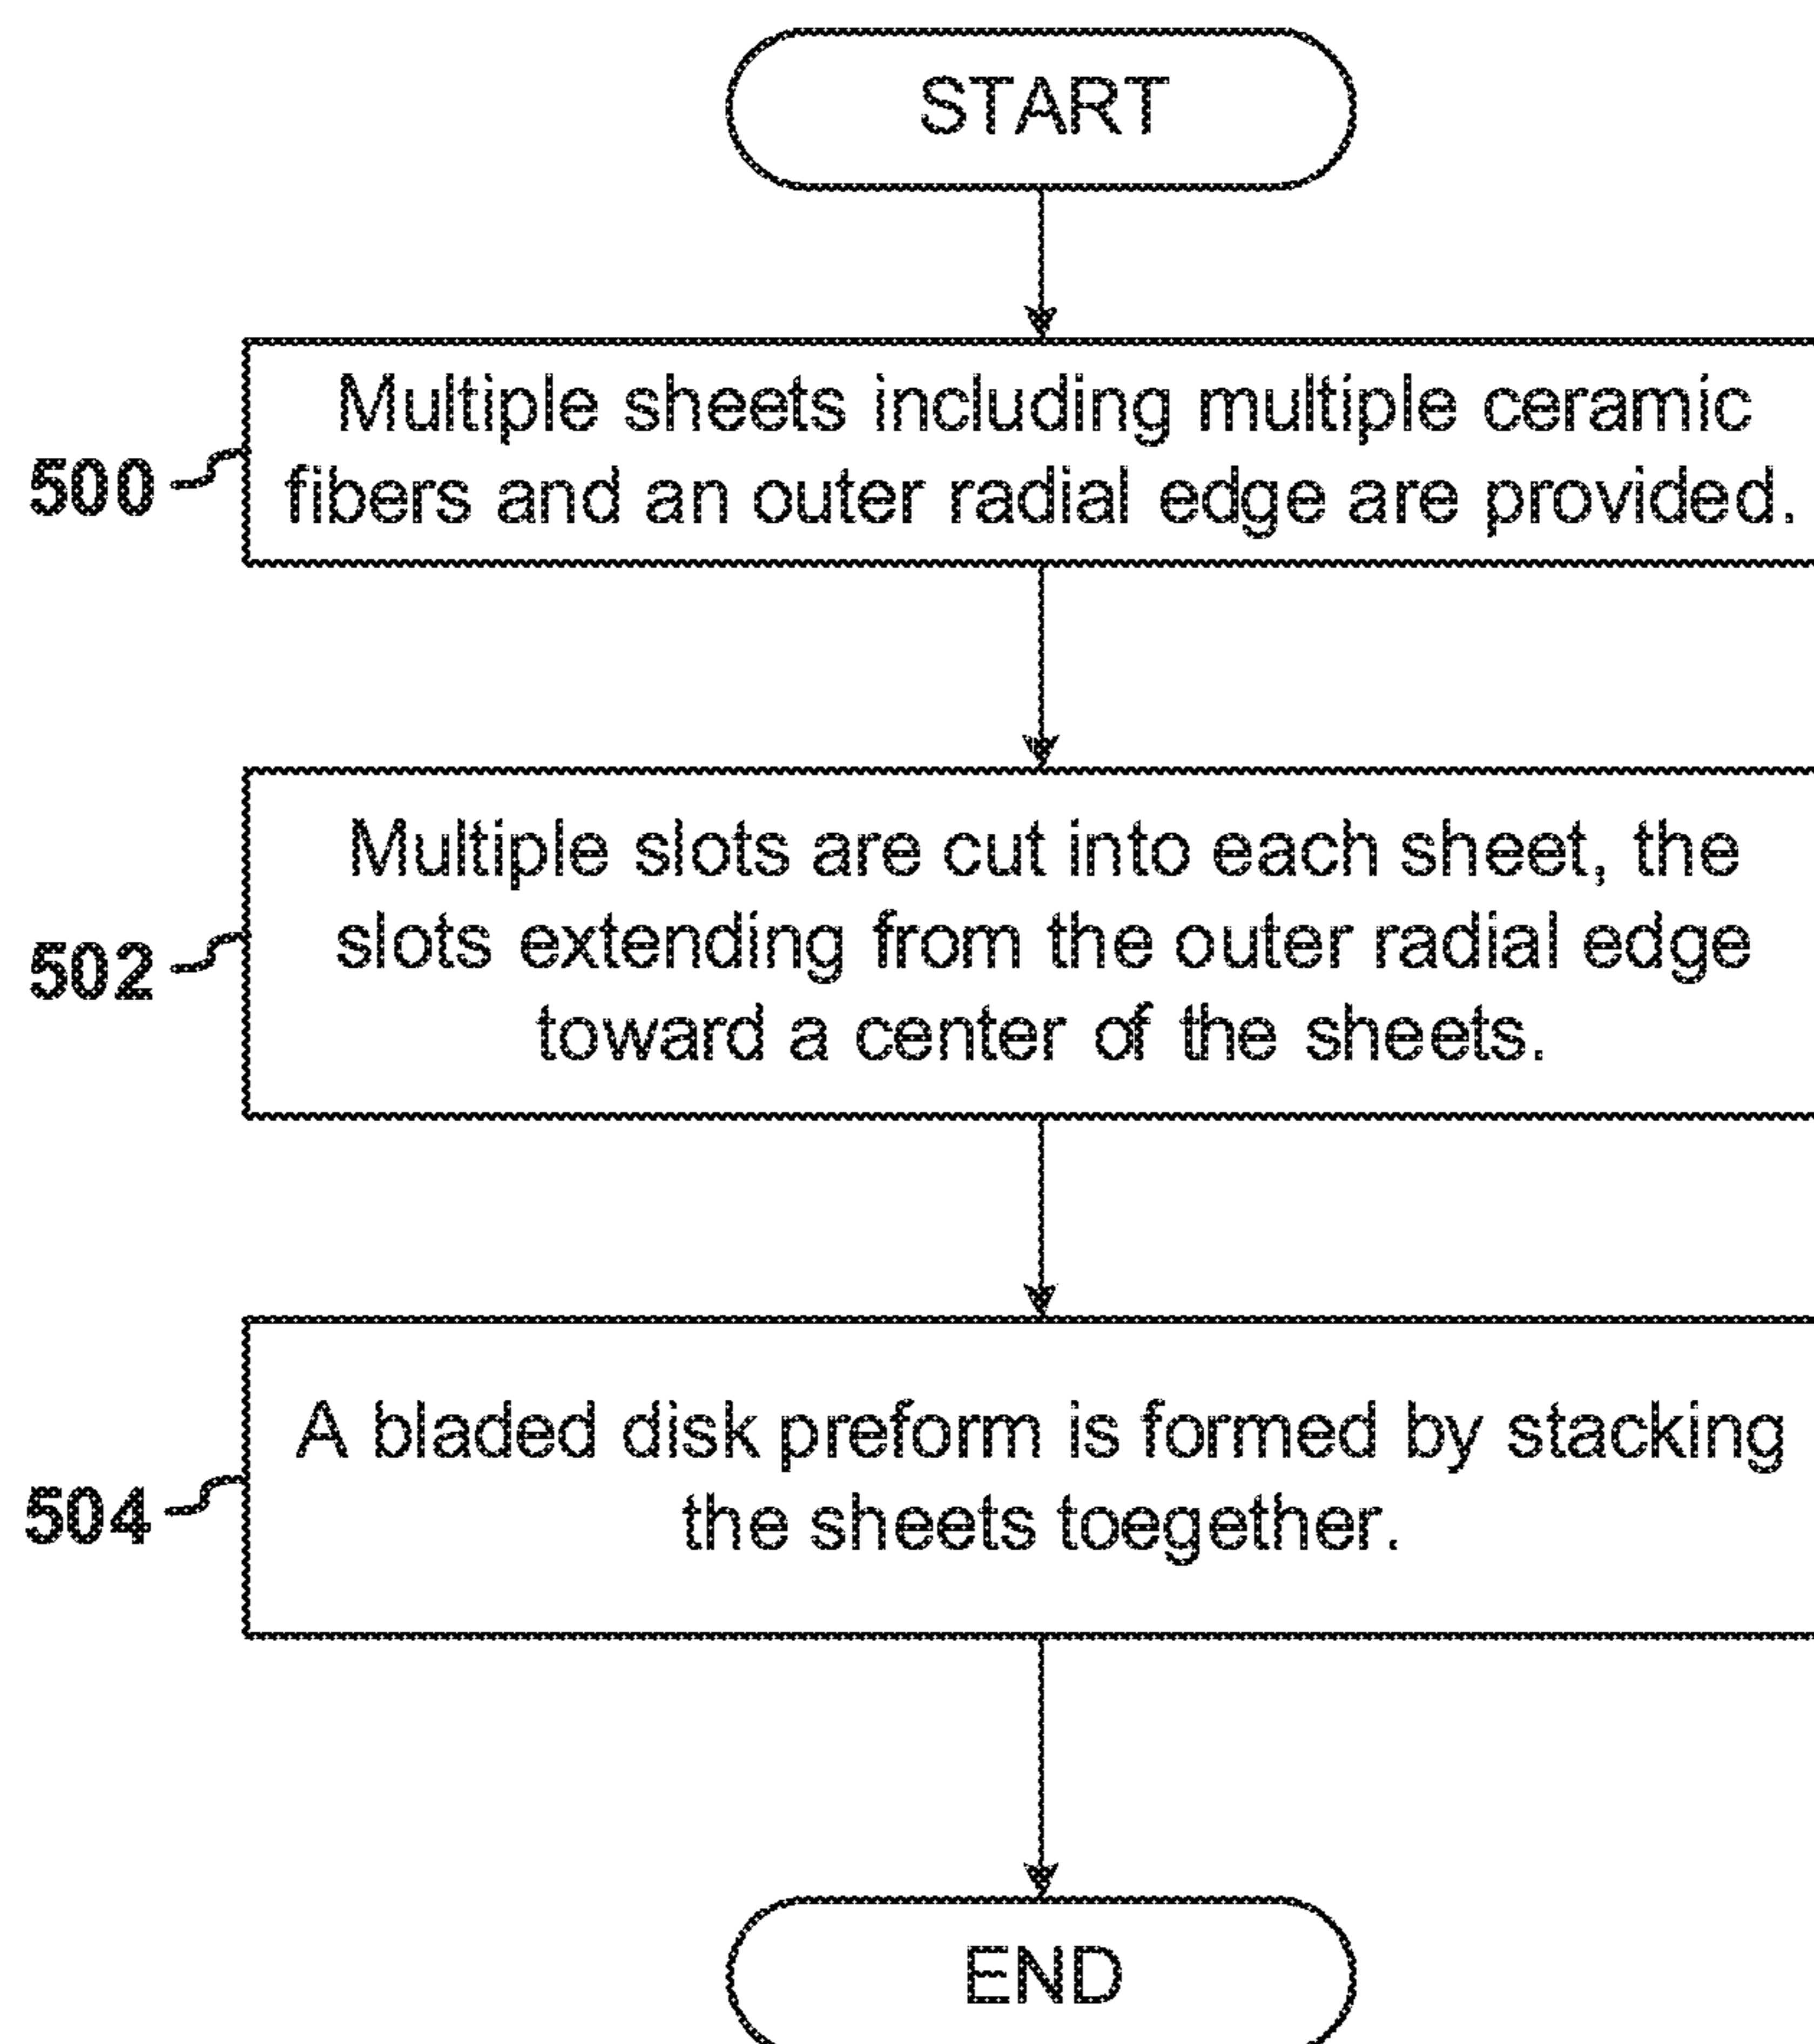 START
Multiple sheets including multiple ceramic
500
fibers and an outer radial edge are provided.
Multiple slots are cut into each sheet, the
502
slots extending from the outer radial edge
toward a center of the sheets.
A bladed disk preform is formed by stacking
504
the sheets toegether.
END